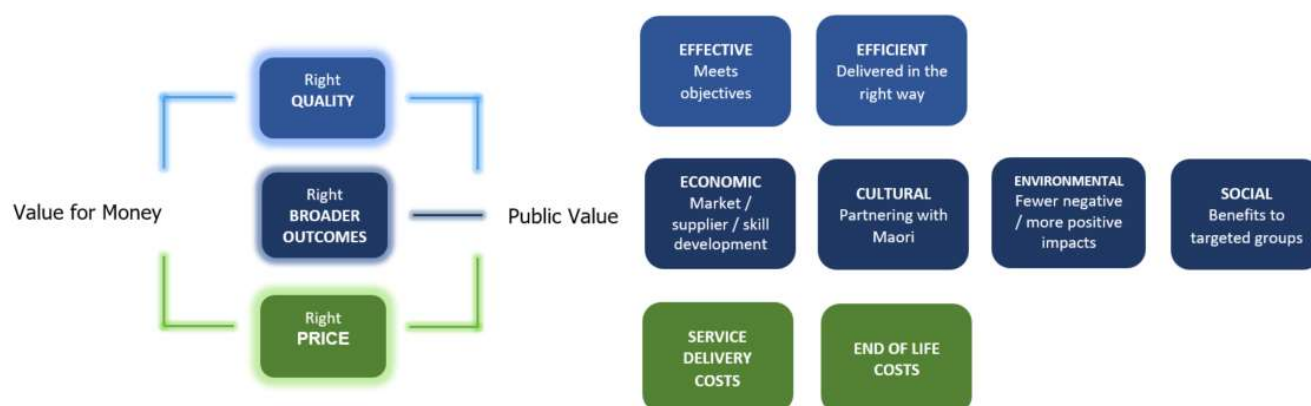 Value for Money
Right
QUALITY
Right
BROADER
OUTCOMES
Right
PRICE
Public Value
EFFECTIVE
Meets
objectives
EFFICIENT
Delivered in the
right way
ECONOMIC
Market /
supplier / skill
development
CULTURAL
Partnering with
Maori
ENVIRONMENTAL
Fewer negative
/ more positive
impacts
SOCIAL
Benefits to
targeted groups
SERVICE
DELIVERY
COSTS
END OF LIFE
COSTS